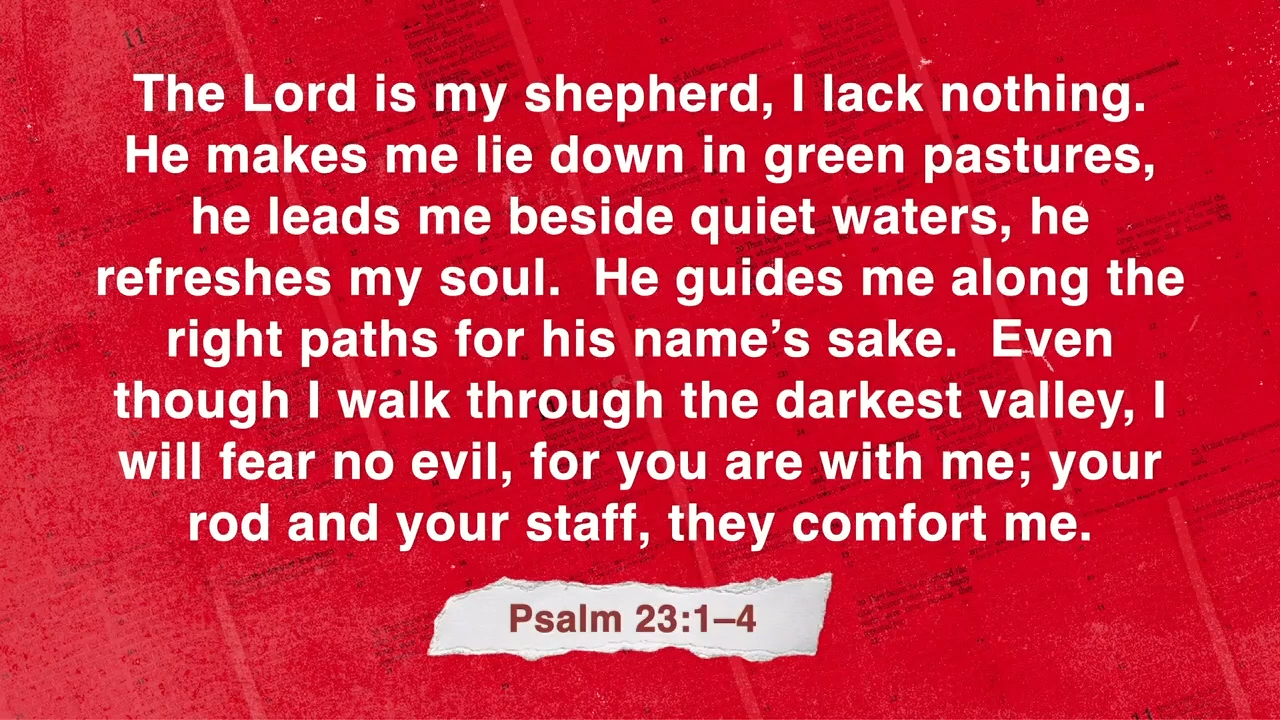 The Lord is my shepherd, I lack nothing.
He makes me lie down in green pastures,
he leads me beside quiet waters, he
refreshes my soul.  He guides me along the
right paths for his name’s sake.  Even
though I walk through the darkest valley, I
will fear no evil, for you are with me; your
rod and your staff, they comfort me.
Psalm 23:1–4